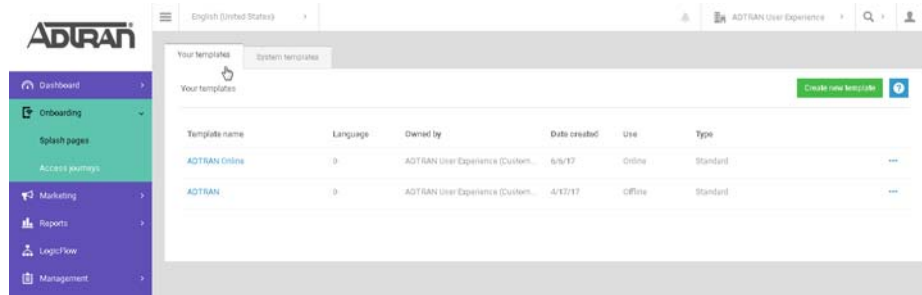 ADTRAN
English (United States)
ADTRAN User Experience
Your templates
System templates
Dashboard
Your templates
Create new template
?
Onboarding
Splash pages
Template name Language Owned by Date created Use Type
Access journeys
ADTRAN Online 0 ADTRAN User Experience (Custom... 6/6/17 Online Standard ...
Marketing
ADTRAN 0 ADTRAN User Experience (Custom... 4/17/17 Offline Standard ...
Reports
LogicFlow
Management